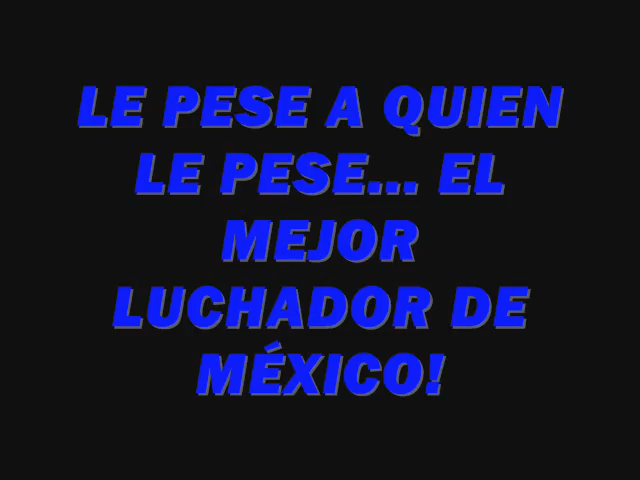 LE PESE A QUIEN
LE PESE... EL
MEJOR
LUCHADOR DE
MÉXICO!